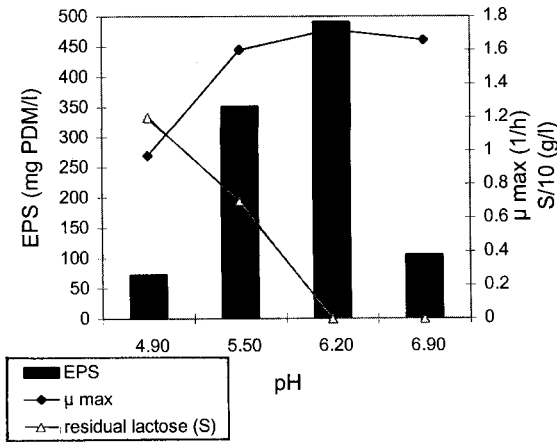 EPS (mg PDM/l)
500
450
400
350
300
250
200
150
100
50
0
1.8
1.6
1.4
1.2
1
0.8
0.6
0.4
0.2
0
µ max (1/h)
S/10 (g/l)
4.90 5.50 6.20 6.90
pH
EPS
µ max
residual lactose (S)